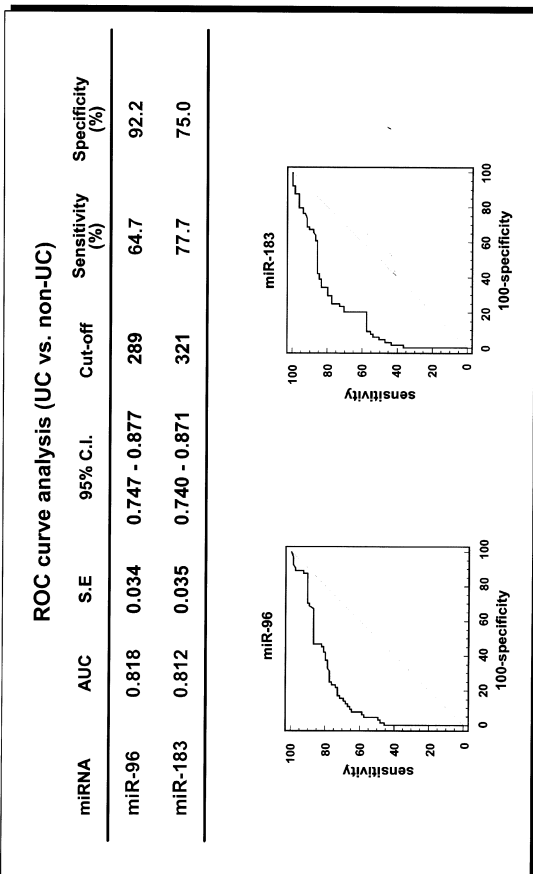 ROC curve analysis (UC vs. non-UC)
miRNA AUC S.E 95% C.I. Cut-off Sensitivity (%) Specificity (%)
miR-96 0.818 0.034 0.747 - 0.877 289 64.7 92.2
miR-183 0.812 0.035 0.740 - 0.871 321 77.7 75.0
miR-96
sensitivity
100
80
60
40
20
0
0 20 40 60 80 100
100-specificity
miR-183
sensitivity
100
80
60
40
20
0
0 20 40 60 80 100
100-specificity